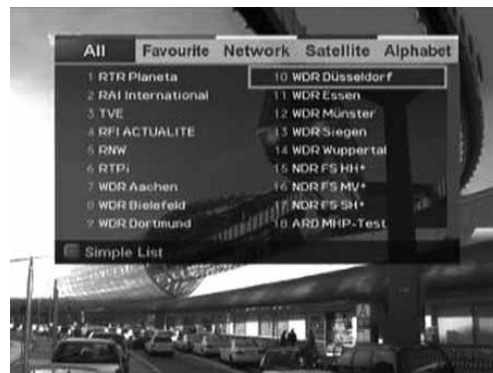 All Favourite Network Satellite Alphabet
1 RTR Planeta
2 RAI International
3 TVE
4 RFI ACTUALITE
5 RNW
6 RTPi
7 WDR Aachen
8 WDR Bielefeld
9 WDR Dortmund
10 WDR Düsseldorf
11 WDR Essen
12 WDR Münster
13 WDR Siegen
14 WDR Wuppertal
15 NDR FS HH*
16 NDR FS MV*
17 NDR FS SH*
18 ARD MHP-Test
Simple List
A